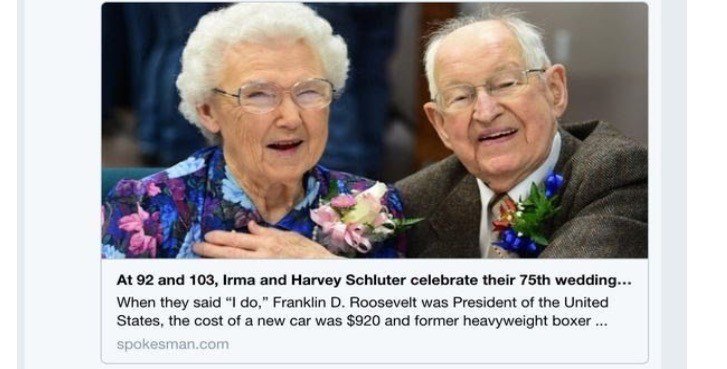 At 92 and 103, Irma and Harvey Schluter celebrate their 75th wedding...
When they said “I do,” Franklin D. Roosevelt was President of the United
States, the cost of a new car was $920 and former heavyweight boxer ...
spokesman.com